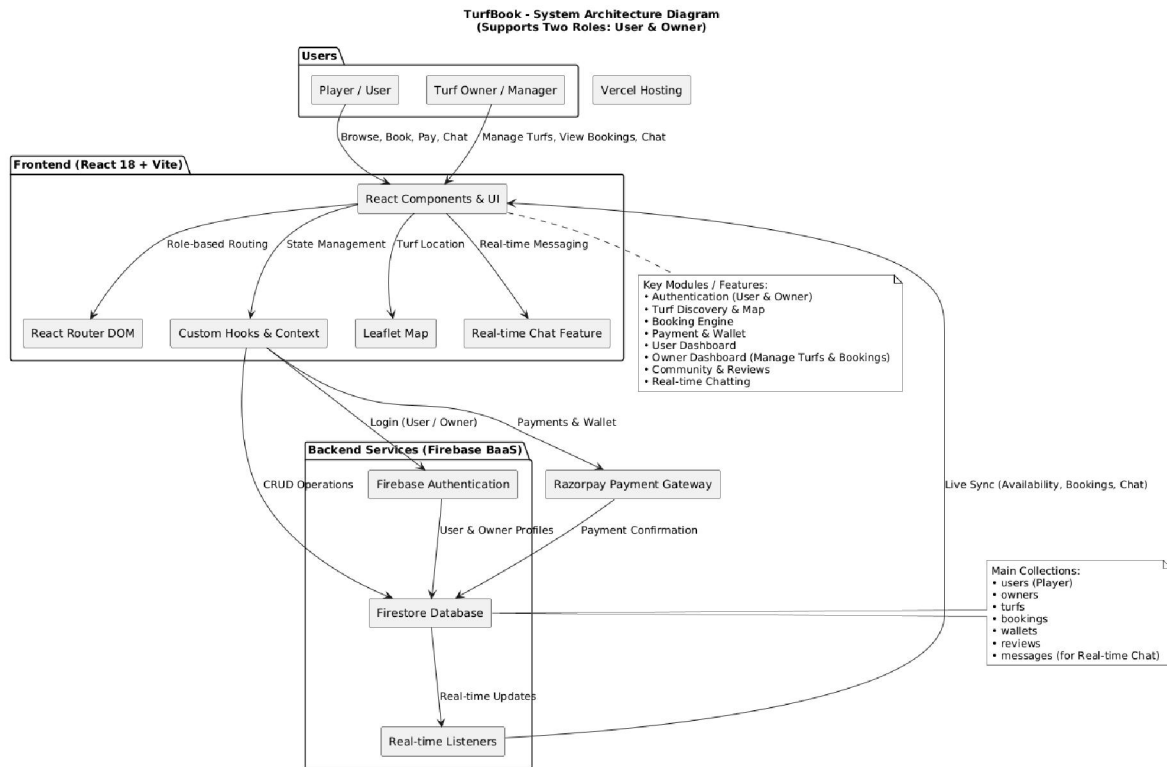 TurfBook - System Architecture Diagram
(Supports Two Roles: User & Owner)
Users
Player / User
Turf Owner / Manager
Vercel Hosting
Browse, Book, Pay, Chat
Manage Turfs, View Bookings, Chat
Frontend (React 18 + Vite)
React Components & UI
Role-based Routing
State Management
Turf Location
Real-time Messaging
React Router DOM
Custom Hooks & Context
Leaflet Map
Real-time Chat Feature
Key Modules / Features:
• Authentication (User & Owner)
• Turf Discovery & Map
• Booking Engine
• Payment & Wallet
• User Dashboard
• Owner Dashboard (Manage Turfs & Bookings)
• Community & Reviews
• Real-time Chatting
Login (User / Owner)
Payments & Wallet
Backend Services (Firebase BaaS)
CRUD Operations
Firebase Authentication
Razorpay Payment Gateway
Live Sync (Availability, Bookings, Chat)
User & Owner Profiles
Payment Confirmation
Firestore Database
Main Collections:
• users (Player)
• owners
• turfs
• bookings
• wallets
• reviews
• messages (for Real-time Chat)
Real-time Updates
Real-time Listeners